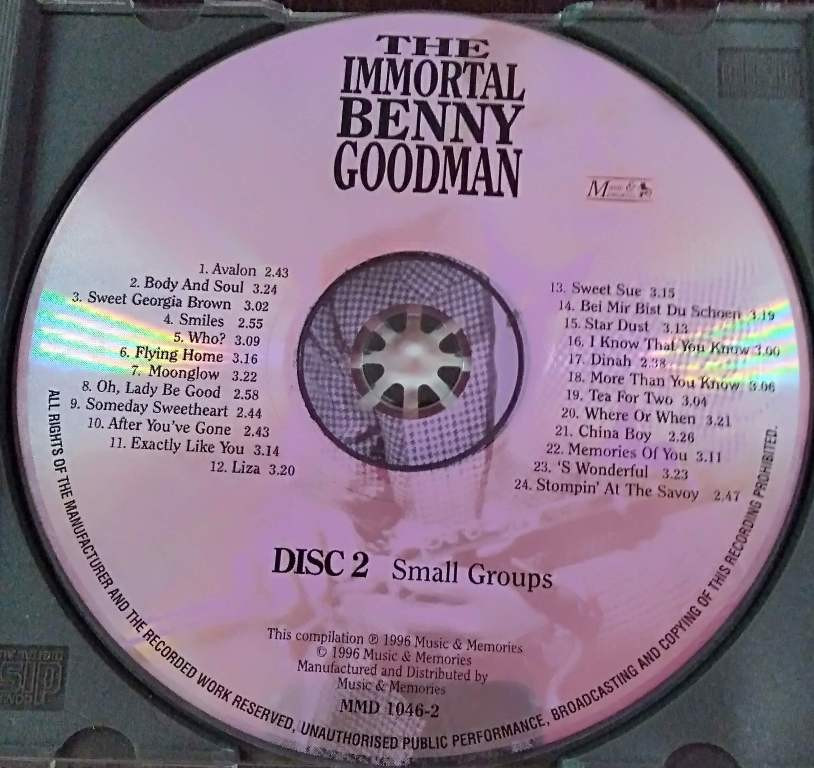 THE
IMMORTAL
BENNY
GOODMAN
1. Avalon 2.43
2. Body And Soul 3.24
3. Sweet Georgia Brown 3.02
4. Smiles 2.55
5. Who? 3.09
6. Flying Home 3.16
7. Moonglow 3.22
8. Oh, Lady Be Good 2.58
9. Someday Sweetheart 2.44
10. After You've Gone 2.43
11. Exactly Like You 3.14
12. Liza 3.20
13. Sweet Sue 3.15
14. Bei Mir Bist Du Schoen 3.19
15. Star Dust 3.13
16. I Know That You Know 3.00
17. Dinah 2.38
18. More Than You Know 3.06
19. Tea For Two 3.04
20. Where Or When 3.21
21. China Boy 2.26
22. Memories Of You 3.11
23. 'S Wonderful 3.23
24. Stompin' At The Savoy 2.47
DISC 2 Small Groups
This compilation ℗ 1996 Music & Memories
© 1996 Music & Memories
Manufactured and Distributed by
Music & Memories
MMD 1046-2
ALL RIGHTS OF THE MANUFACTURER AND THE RECORDED WORK RESERVED, UNAUTHORISED PUBLIC PERFORMANCE, BROADCASTING AND COPYING OF THIS RECORDING PROHIBITED.